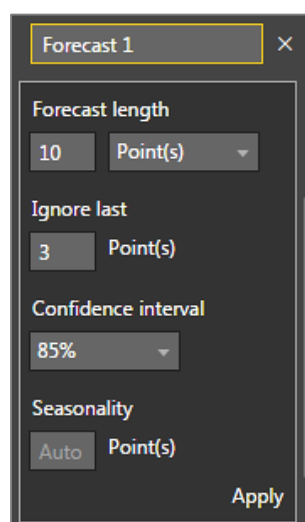 Forecast 1 ×
Forecast length
10 Point(s)
Ignore last
3 Point(s)
Confidence interval
85%
Seasonality
Auto Point(s)
Apply